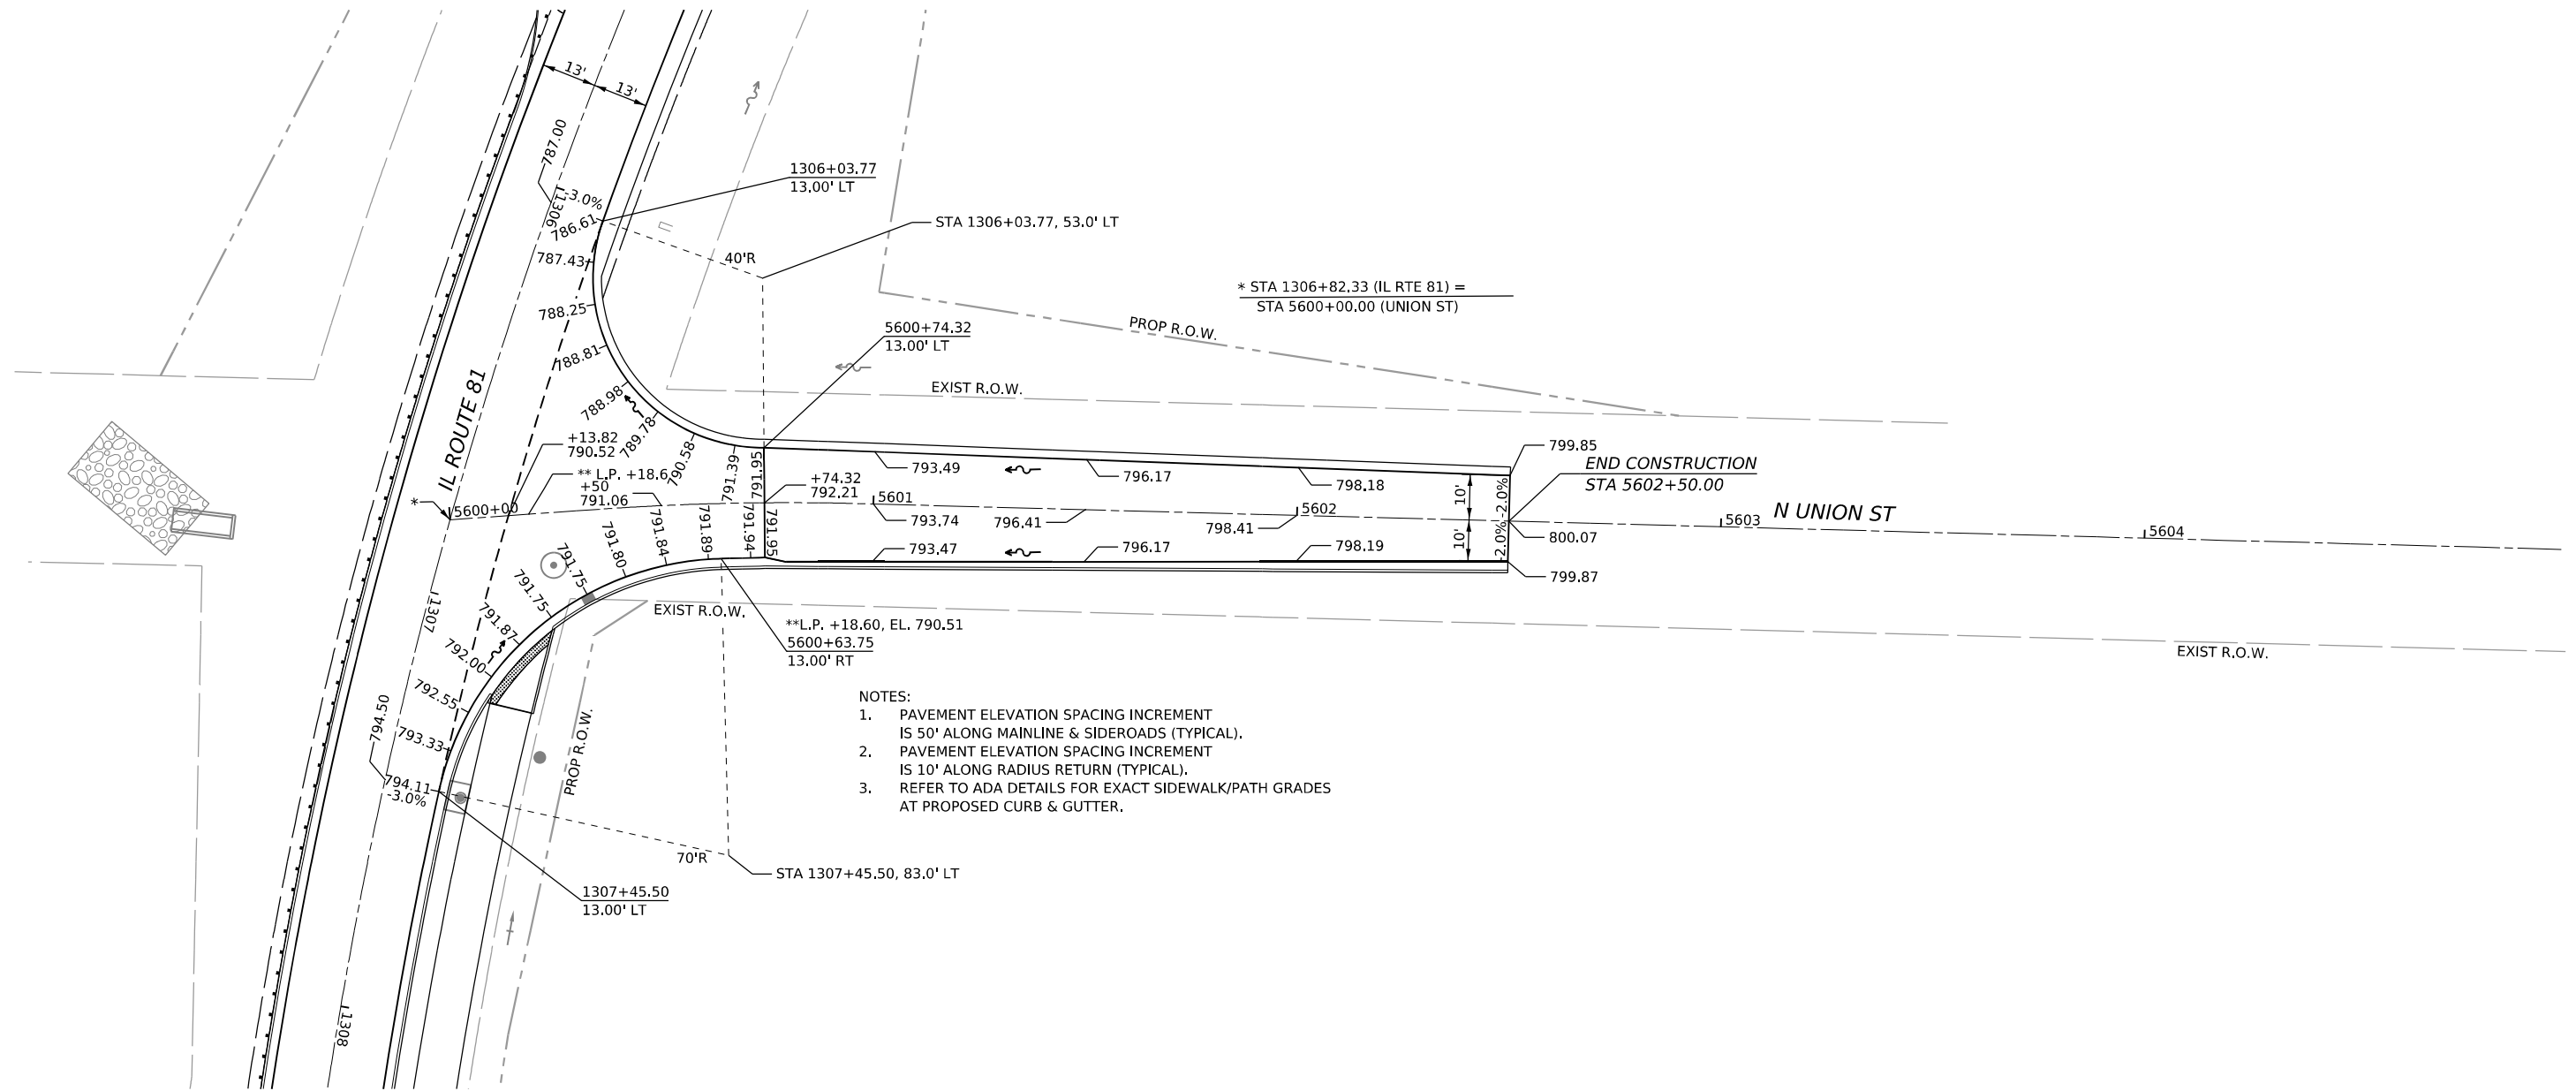 13'
13'
787.00
1306
-3.0%
786.61
787.43
788.25
788.81
788.98
789.78
790.58
791.39
791.95
1306+03.77
13.00' LT
STA 1306+03.77, 53.0' LT
40'R
5600+74.32
13.00' LT
* STA 1306+82.33 (IL RTE 81) =
STA 5600+00.00 (UNION ST)
PROP R.O.W.
EXIST R.O.W.
IL ROUTE 81
+13.82
790.52
** L.P. +18.6
+50
791.06
*
5600+00
+74.32
792.21
5601
793.49
796.17
798.18
799.85
793.74
796.41
798.41
5602
10'
10'
-2.0%
-2.0%
END CONSTRUCTION
STA 5602+50.00
800.07
5603
N UNION ST
5604
793.47
796.17
798.19
799.87
791.95
791.94
791.89
791.84
791.80
791.75
791.75
791.87
792.00
792.55
793.33
794.11
-3.0%
794.50
1307
1308
EXIST R.O.W.
EXIST R.O.W.
PROP R.O.W.
**L.P. +18.60, EL. 790.51
5600+63.75
13.00' RT
70'R
STA 1307+45.50, 83.0' LT
1307+45.50
13.00' LT
NOTES:
1. PAVEMENT ELEVATION SPACING INCREMENT
IS 50' ALONG MAINLINE & SIDEROADS (TYPICAL).
2. PAVEMENT ELEVATION SPACING INCREMENT
IS 10' ALONG RADIUS RETURN (TYPICAL).
3. REFER TO ADA DETAILS FOR EXACT SIDEWALK/PATH GRADES
AT PROPOSED CURB & GUTTER.